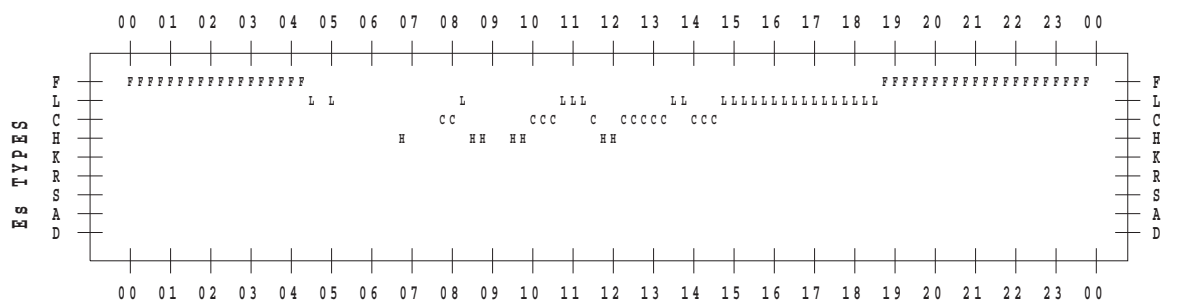 00 01 02 03 04 05 06 07 08 09 10 11 12 13 14 15 16 17 18 19 20 21 22 23 00
F FFFFFFFFFFFFFFFFFF FFFFFFFFFFFFFFFFFFFFF F
L L L L LLL LL LLLLLLLLLLLLLLLL L
C CC CCC C CCCCC CCC C
H H HH HH HH H
K K
R R
S S
A A
D D
Es TYPES
00 01 02 03 04 05 06 07 08 09 10 11 12 13 14 15 16 17 18 19 20 21 22 23 00